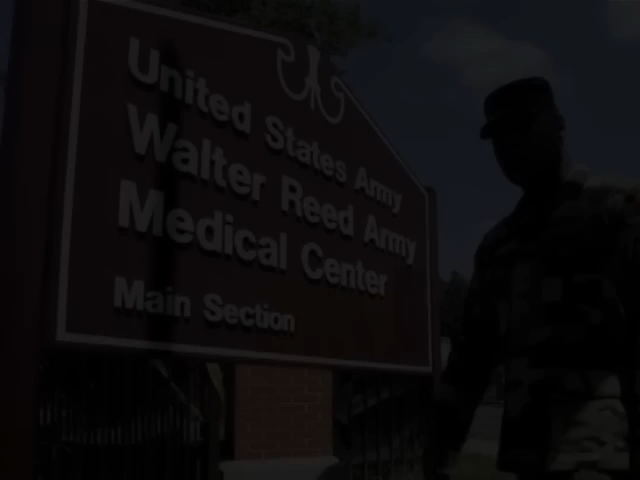 United States Army
Walter Reed Army
Medical Center
Main Section